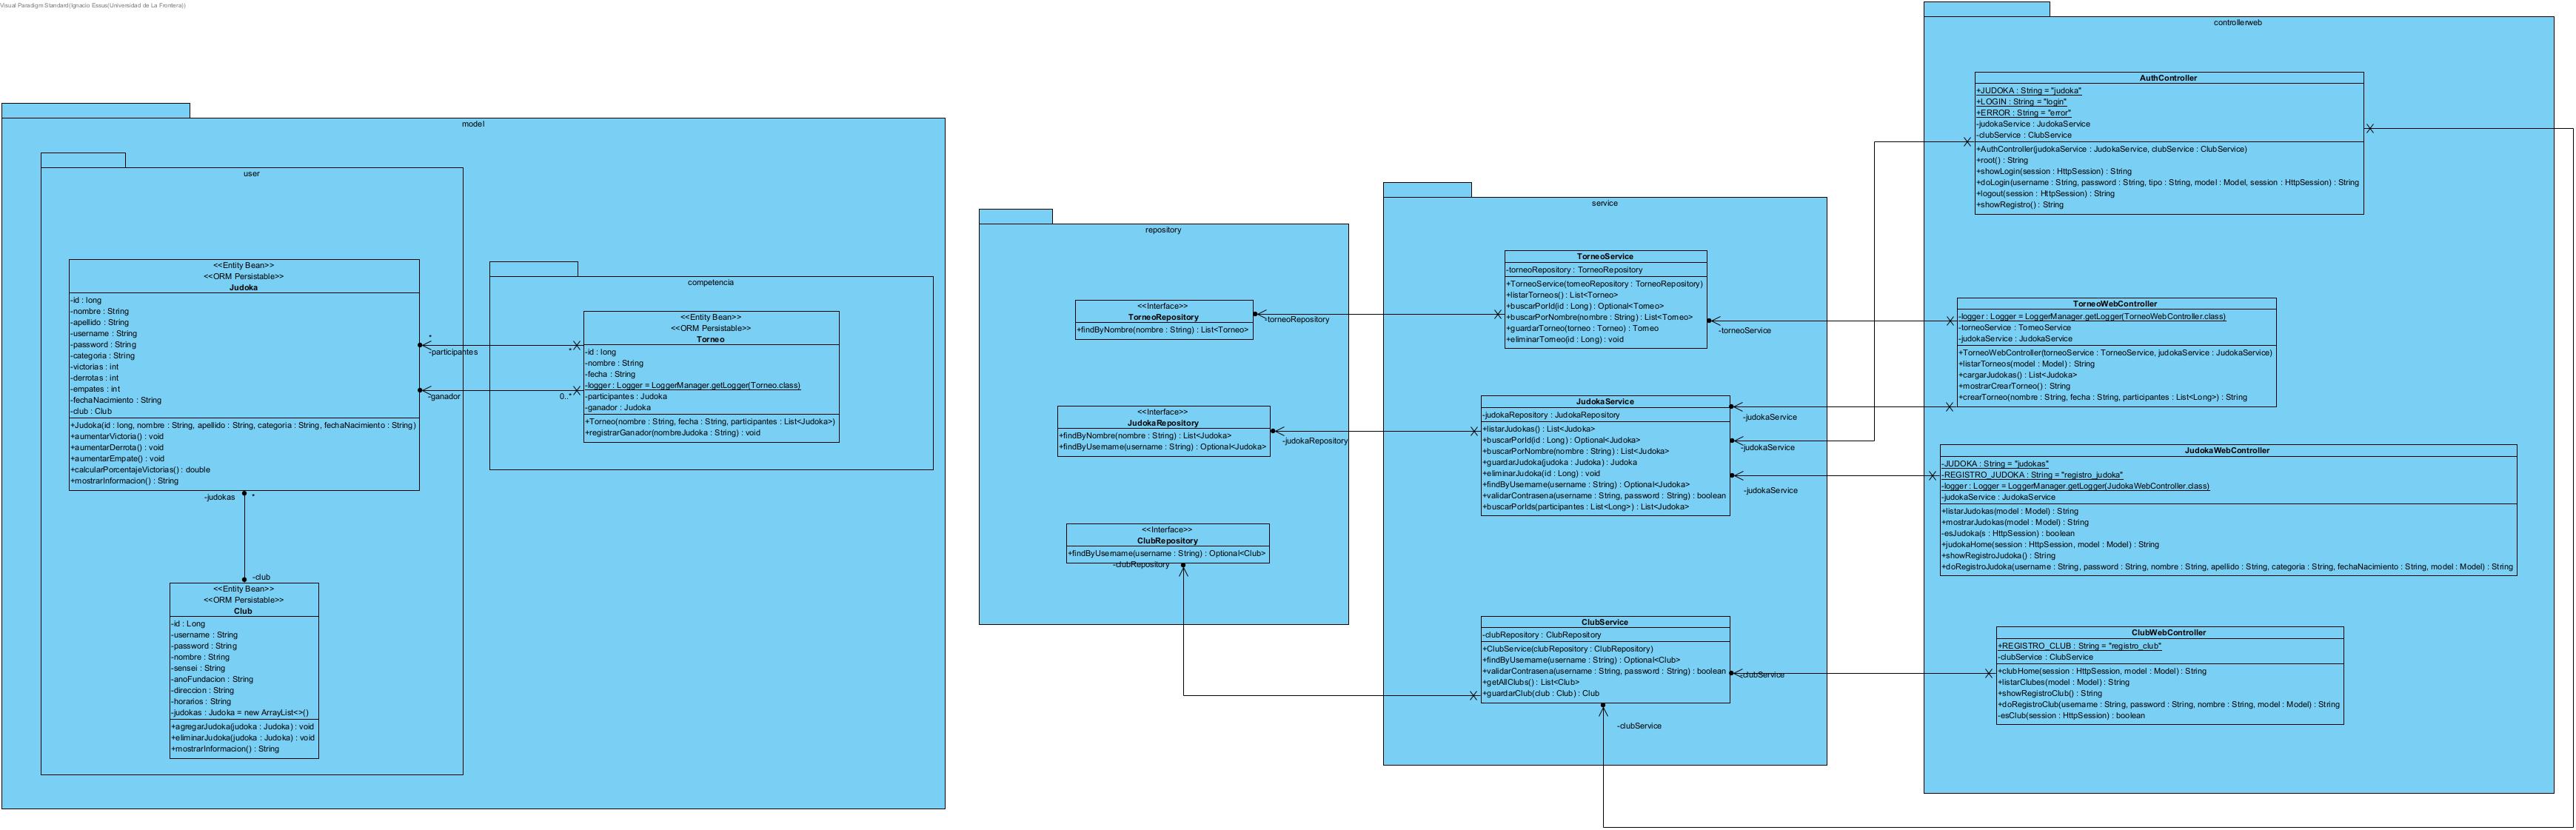 Visual Paradigm Standard(Ignacio Essus(Universidad de La Frontera))
model
user
<<Entity Bean>>
<<ORM Persistable>>
Judoka
-id : long
-nombre : String
-apellido : String
-username : String
-password : String
-categoria : String
-victorias : int
-derrotas : int
-empates : int
-fechaNacimiento : String
-club : Club
+Judoka(id : long, nombre : String, apellido : String, categoria : String, fechaNacimiento : String)
+aumentarVictoria() : void
+aumentarDerrota() : void
+aumentarEmpate() : void
+calcularPorcentajeVictorias() : double
+mostrarInformacion() : String
-judokas
*
-club
<<Entity Bean>>
<<ORM Persistable>>
Club
-id : Long
-username : String
-password : String
-nombre : String
-sensei : String
-anoFundacion : String
-direccion : String
-horarios : String
-judokas : Judoka = new ArrayList<>()
+agregarJudoka(judoka : Judoka) : void
+eliminarJudoka(judoka : Judoka) : void
+mostrarInformacion() : String
*
-participantes
*
-ganador
0..*
competencia
<<Entity Bean>>
<<ORM Persistable>>
Torneo
-id : long
-nombre : String
-fecha : String
-logger : Logger = LoggerManager.getLogger(Torneo.class)
-participantes : Judoka
-ganador : Judoka
+Torneo(nombre : String, fecha : String, participantes : List<Judoka>)
+registrarGanador(nombreJudoka : String) : void
repository
<<Interface>>
TorneoRepository
+findByNombre(nombre : String) : List<Torneo>
-torneoRepository
<<Interface>>
JudokaRepository
+findByNombre(nombre : String) : List<Judoka>
+findByUsername(username : String) : Optional<Judoka>
-judokaRepository
<<Interface>>
ClubRepository
+findByUsername(username : String) : Optional<Club>
-clubRepository
service
TorneoService
-torneoRepository : TorneoRepository
+TorneoService(torneoRepository : TorneoRepository)
+listarTorneos() : List<Torneo>
+buscarPorId(id : Long) : Optional<Torneo>
+buscarPorNombre(nombre : String) : List<Torneo>
+guardarTorneo(torneo : Torneo) : Torneo
+eliminarTorneo(id : Long) : void
-torneoService
JudokaService
-judokaRepository : JudokaRepository
+listarJudokas() : List<Judoka>
+buscarPorId(id : Long) : Optional<Judoka>
+buscarPorNombre(nombre : String) : List<Judoka>
+guardarJudoka(judoka : Judoka) : Judoka
+eliminarJudoka(id : Long) : void
+findByUsername(username : String) : Optional<Judoka>
+validarContrasena(username : String, password : String) : boolean
+buscarPorIds(participantes : List<Long>) : List<Judoka>
-judokaService
-judokaService
-judokaService
ClubService
-clubRepository : ClubRepository
+ClubService(clubRepository : ClubRepository)
+findByUsername(username : String) : Optional<Club>
+validarContrasena(username : String, password : String) : boolean
+getAllClubs() : List<Club>
+guardarClub(club : Club) : Club
-clubService
-clubService
controllerweb
AuthController
+JUDOKA : String = "judoka"
+LOGIN : String = "login"
+ERROR : String = "error"
-judokaService : JudokaService
-clubService : ClubService
+AuthController(judokaService : JudokaService, clubService : ClubService)
+root() : String
+showLogin(session : HttpSession) : String
+doLogin(username : String, password : String, tipo : String, model : Model, session : HttpSession) : String
+logout(session : HttpSession) : String
+showRegistro() : String
TorneoWebController
-logger : Logger = LoggerManager.getLogger(TorneoWebController.class)
-torneoService : TorneoService
-judokaService : JudokaService
+TorneoWebController(torneoService : TorneoService, judokaService : JudokaService)
+listarTorneos(model : Model) : String
+cargarJudokas() : List<Judoka>
+mostrarCrearTorneo() : String
+crearTorneo(nombre : String, fecha : String, participantes : List<Long>) : String
JudokaWebController
-JUDOKA : String = "judokas"
-REGISTRO_JUDOKA : String = "registro_judoka"
-logger : Logger = LoggerManager.getLogger(JudokaWebController.class)
-judokaService : JudokaService
+listarJudokas(model : Model) : String
+mostrarJudokas(model : Model) : String
-esJudoka(s : HttpSession) : boolean
+judokaHome(session : HttpSession, model : Model) : String
+showRegistroJudoka() : String
+doRegistroJudoka(username : String, password : String, nombre : String, apellido : String, categoria : String, fechaNacimiento : String, model : Model) : String
ClubWebController
+REGISTRO_CLUB : String = "registro_club"
-clubService : ClubService
+clubHome(session : HttpSession, model : Model) : String
+listarClubes(model : Model) : String
+showRegistroClub() : String
+doRegistroClub(username : String, password : String, nombre : String, model : Model) : String
-esClub(session : HttpSession) : boolean